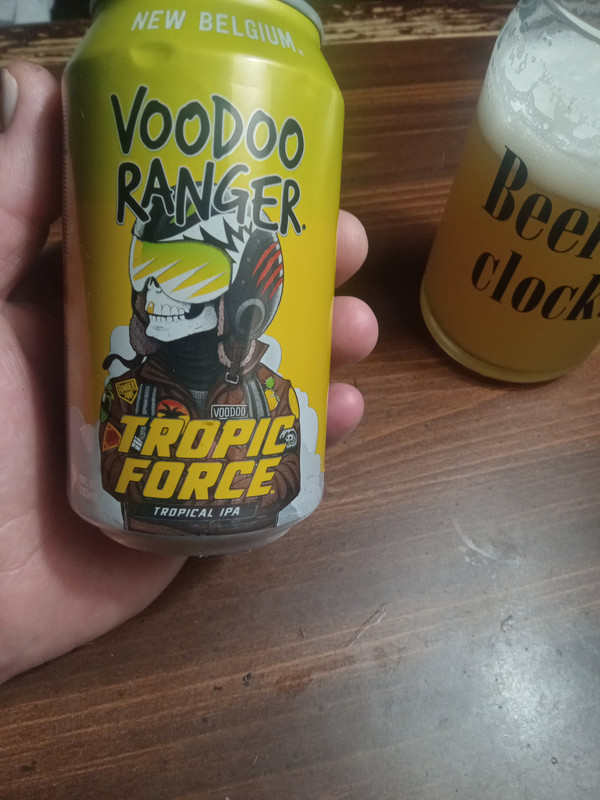 NEW BELGIUM.
VOODOO
RANGER.
VOODOO
TROPIC
FORCE
TROPICAL IPA
Beer
clock